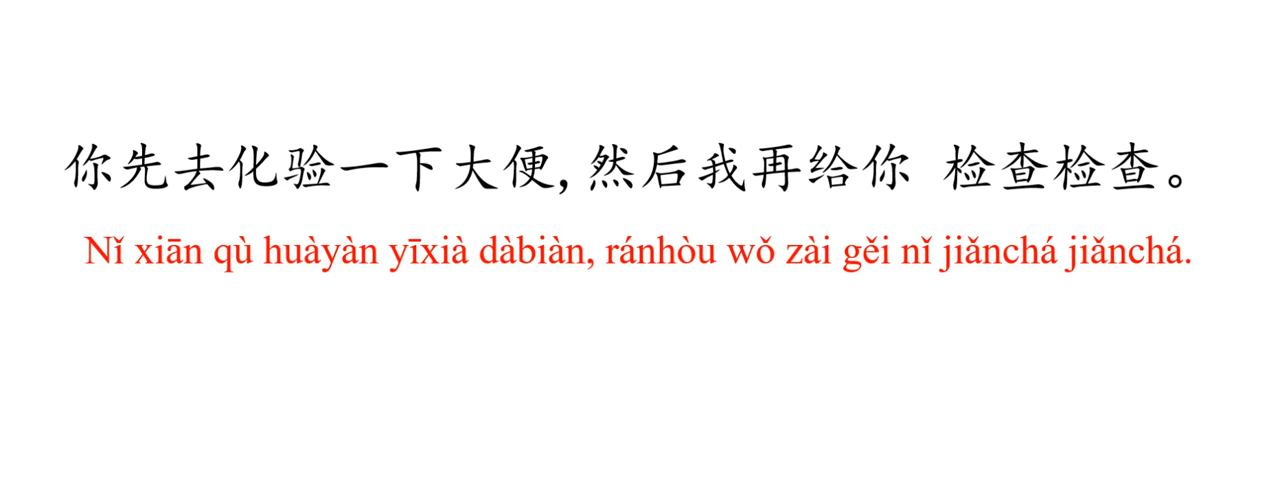 你先去化验一下大便,然后我再给你 检查检查。
Nǐ xiān qù huàyàn yīxià dàbiàn, ránhòu wǒ zài gěi nǐ jiǎnchá jiǎnchá.